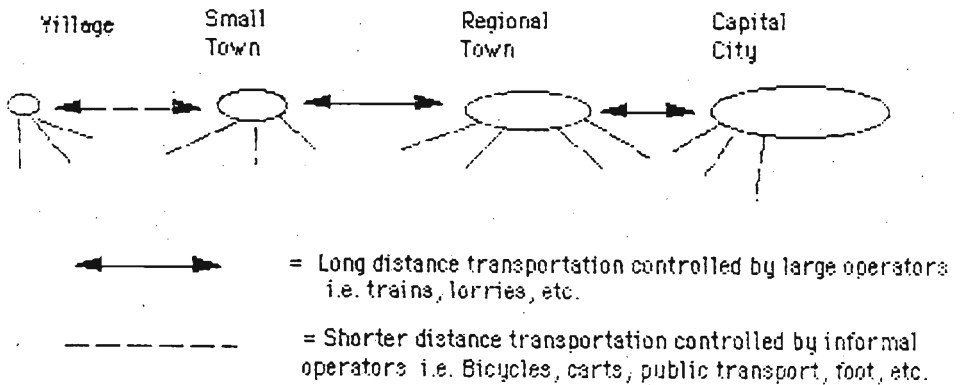 Village
Small
Town
Regional
Town
Capital
City
= Long distance transportation controlled by large operators
i.e. trains, lorries, etc.
= Shorter distance transportation controlled by informal
operators i.e. Bicycles, carts, public transport, foot, etc.